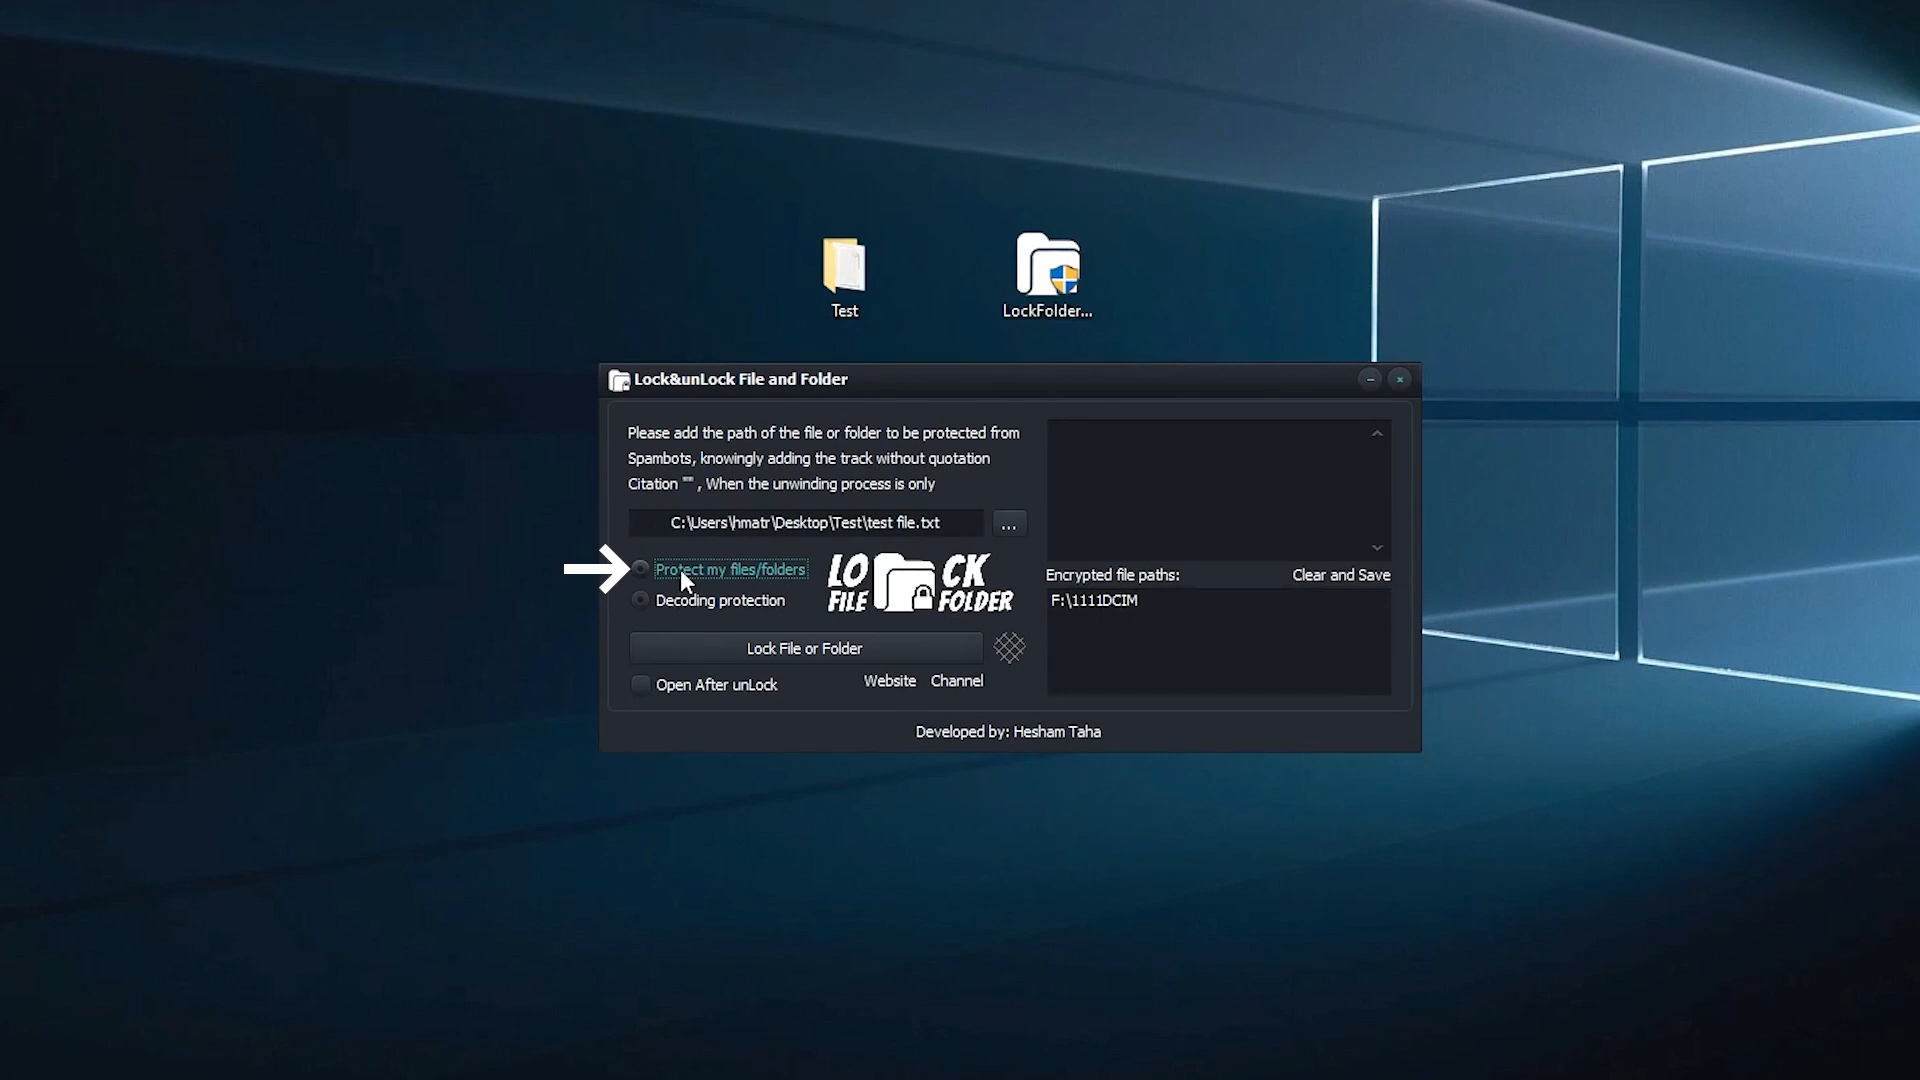 Test
LockFolder...
Lock&unLock File and Folder
Please add the path of the file or folder to be protected from
Spambots, knowingly adding the track without quotation
Citation "" , When the unwinding process is only
C:\Users\hmatr\Desktop\Test\test file.txt
...
Protect my files/folders
Decoding protection
LO CK
FILE FOLDER
Lock File or Folder
Open After unLock
Website Channel
Encrypted file paths: Clear and Save
F:\1111DCIM
Developed by: Hesham Taha